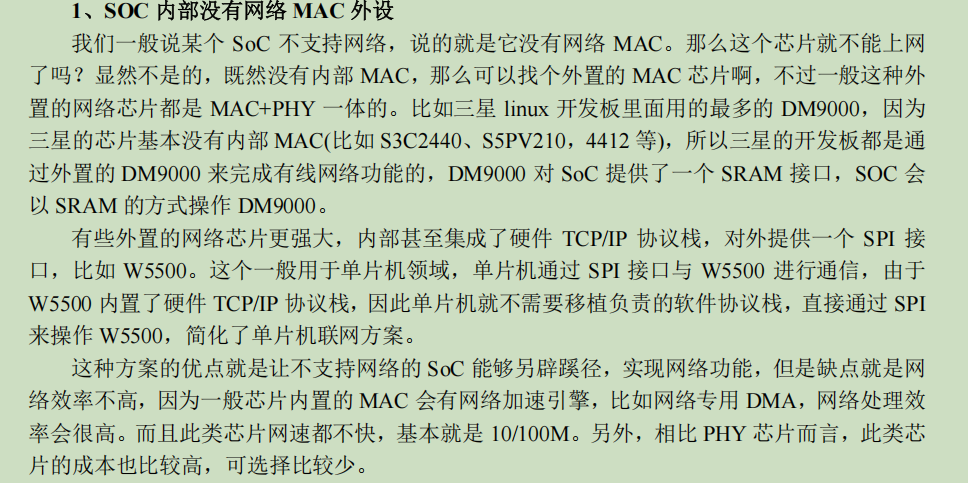 1、SOC 内部没有网络 MAC 外设
我们一般说某个 SoC 不支持网络，说的就是它没有网络 MAC。那么这个芯片就不能上网
了吗？显然不是的，既然没有内部 MAC，那么可以找个外置的 MAC 芯片啊，不过一般这种外
置的网络芯片都是 MAC+PHY 一体的。比如三星 linux 开发板里面用的最多的 DM9000，因为
三星的芯片基本没有内部 MAC(比如 S3C2440、S5PV210，4412 等)，所以三星的开发板都是通
过外置的 DM9000 来完成有线网络功能的，DM9000 对 SoC 提供了一个 SRAM 接口，SOC 会
以 SRAM 的方式操作 DM9000。
有些外置的网络芯片更强大，内部甚至集成了硬件 TCP/IP 协议栈，对外提供一个 SPI 接
口，比如 W5500。这个一般用于单片机领域，单片机通过 SPI 接口与 W5500 进行通信，由于
W5500 内置了硬件 TCP/IP 协议栈，因此单片机就不需要移植负责的软件协议栈，直接通过 SPI
来操作 W5500，简化了单片机联网方案。
这种方案的优点就是让不支持网络的 SoC 能够另辟蹊径，实现网络功能，但是缺点就是网
络效率不高，因为一般芯片内置的 MAC 会有网络加速引擎，比如网络专用 DMA，网络处理效
率会很高。而且此类芯片网速都不快，基本就是 10/100M。另外，相比 PHY 芯片而言，此类芯
片的成本也比较高，可选择比较少。